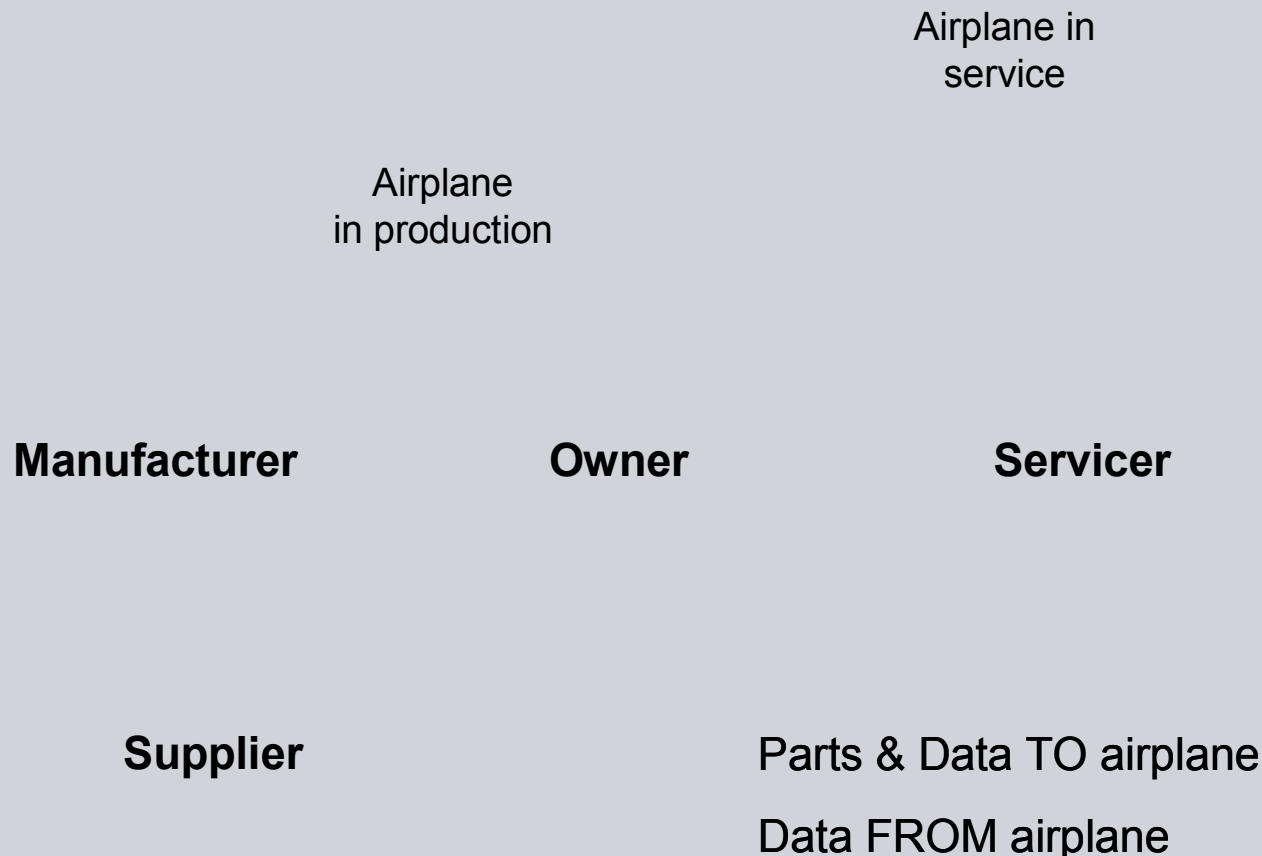 Airplane in
service
Airplane
in production
Manufacturer
Owner
Servicer
Supplier
Parts & Data TO airplane
Data FROM airplane